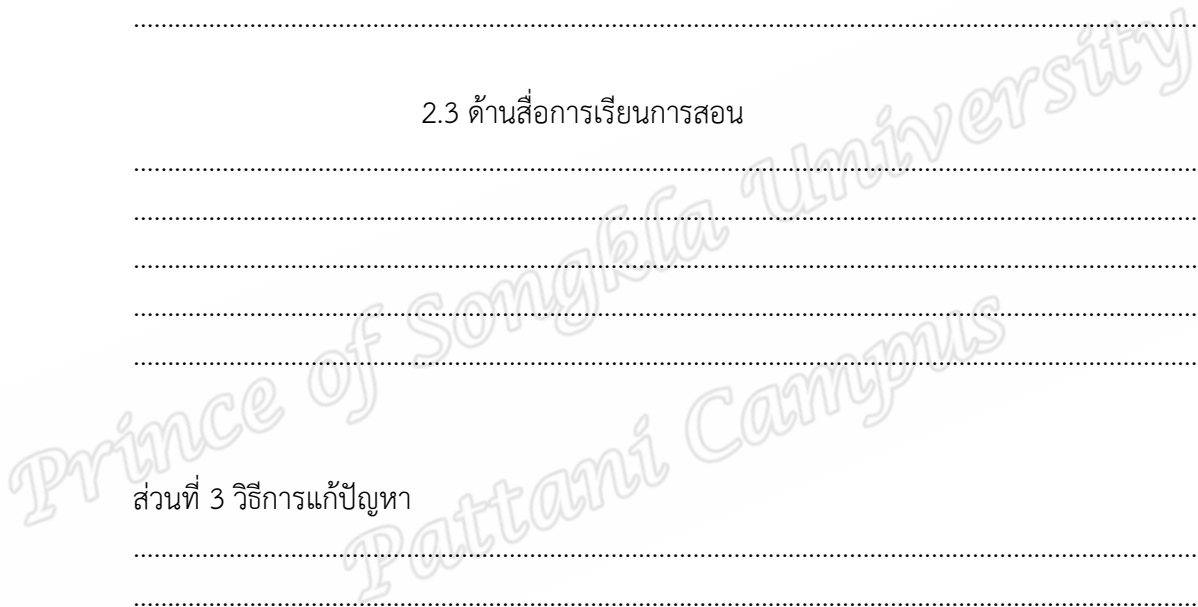 ................................................................................
2.3 ด้านสื่อการเรียนการสอน
................................................................................
................................................................................
................................................................................
................................................................................
................................................................................
ส่วนที่ 3 วิธีการแก้ปัญหา
................................................................................
................................................................................
Prince of Songkla University
Pattani Campus